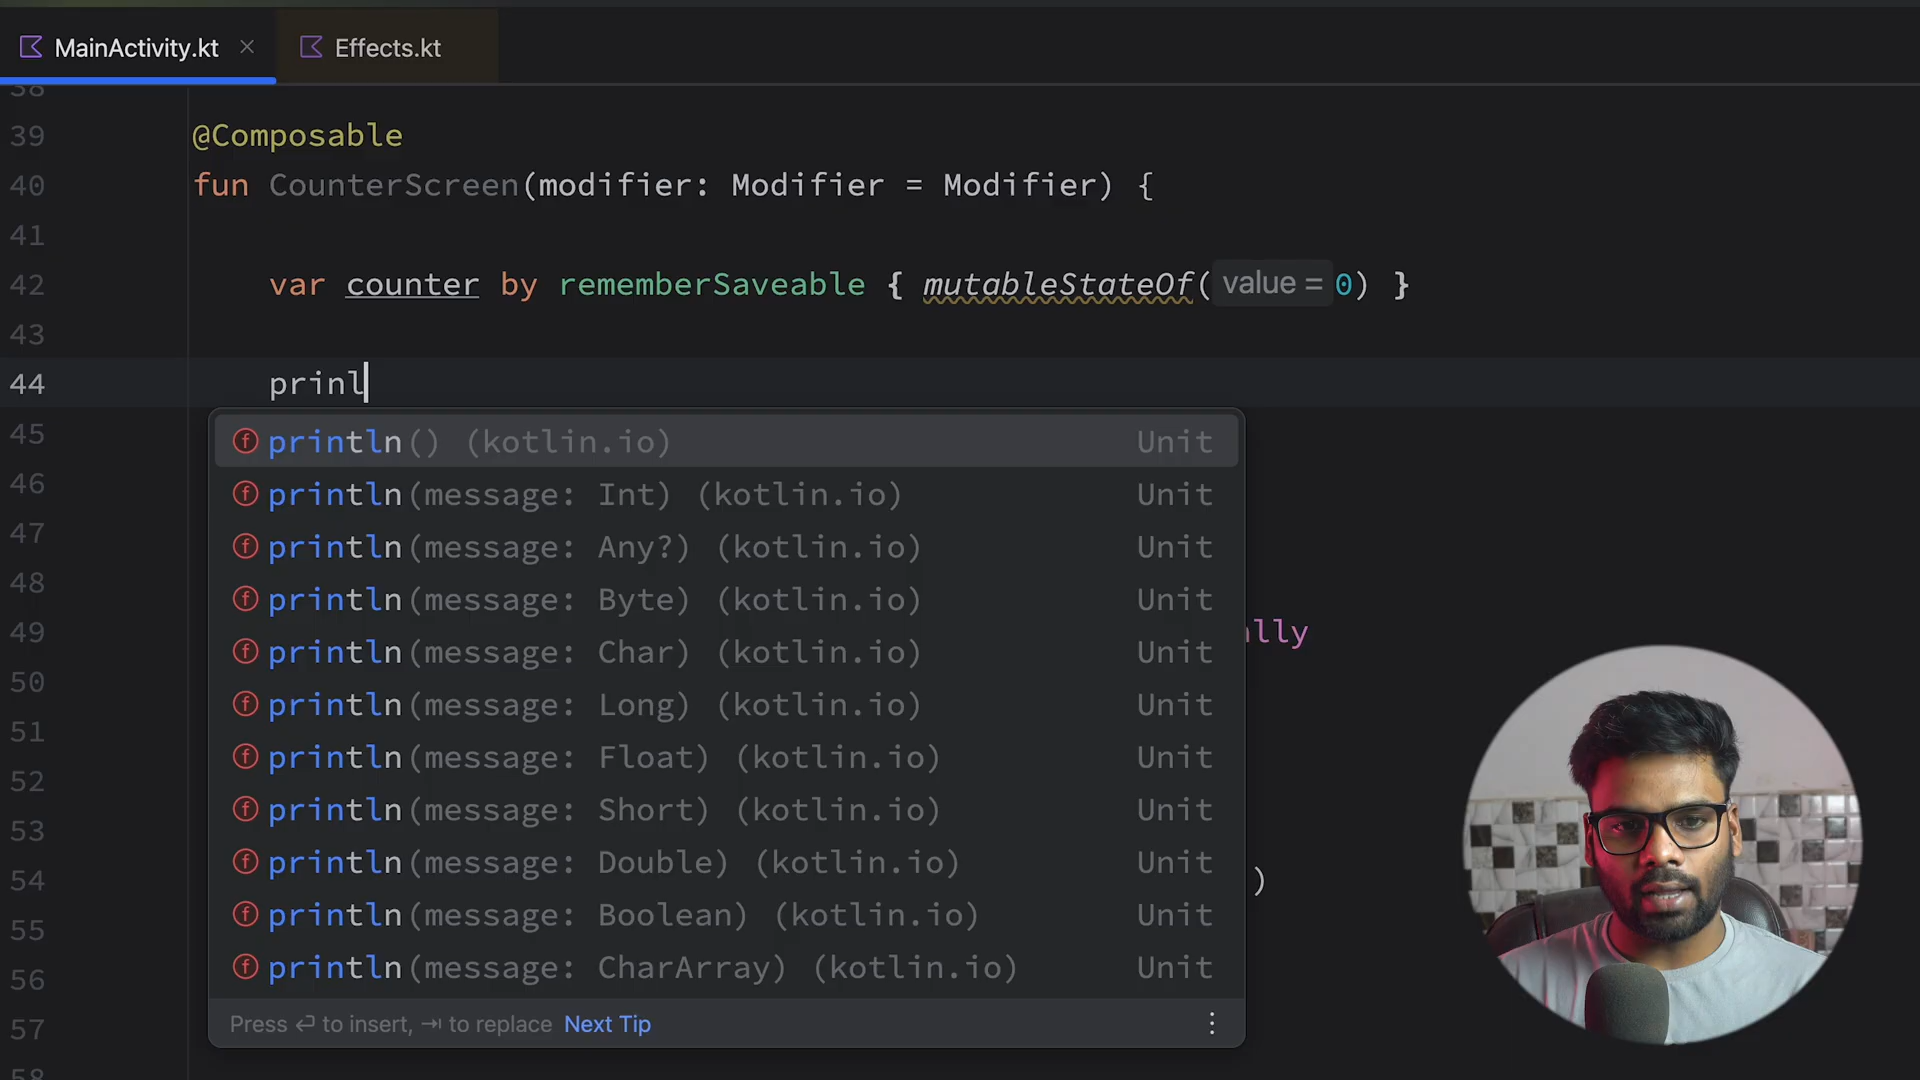 MainActivity.kt
Effects.kt
38
39 @Composable
40 fun CounterScreen(modifier: Modifier = Modifier) {
41
42 var counter by rememberSaveable { mutableStateOf(value = 0) }
43
44 prinl
45 println() (kotlin.io) Unit
46 println(message: Int) (kotlin.io) Unit
47 println(message: Any?) (kotlin.io) Unit
48 println(message: Byte) (kotlin.io) Unit
49 lly
println(message: Char) (kotlin.io) Unit
50 println(message: Long) (kotlin.io) Unit
51 println(message: Float) (kotlin.io) Unit
52
53 println(message: Short) (kotlin.io) Unit
54 println(message: Double) (kotlin.io) Unit )
55 println(message: Boolean) (kotlin.io) Unit
56 println(message: CharArray) (kotlin.io) Unit
57 Press ⏎ to insert, ⇥ to replace Next Tip
58